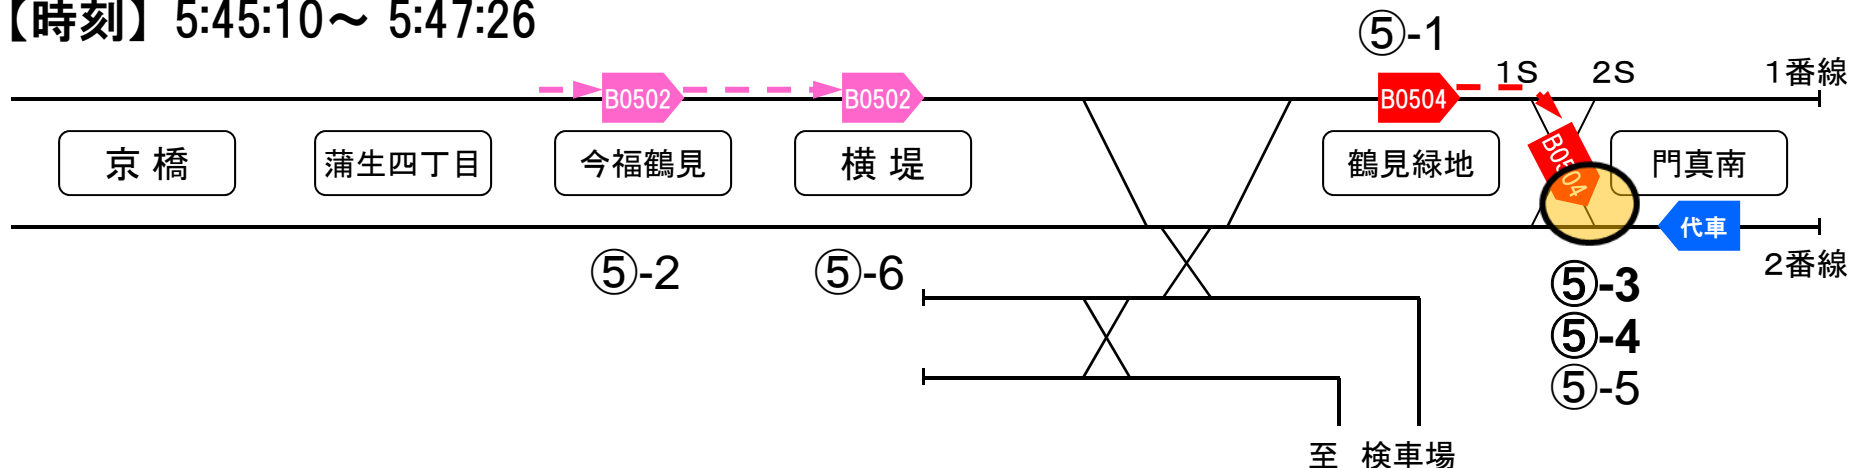 【時刻】5:45:10～ 5:47:26
⑤-1
1S
2S
1番線
B0502
B0502
B0504
B0504
京 橋
蒲生四丁目
今福鶴見
横 堤
鶴見緑地
門真南
代車
2番線
⑤-2
⑤-6
⑤-3
⑤-4
⑤-5
至 検車場